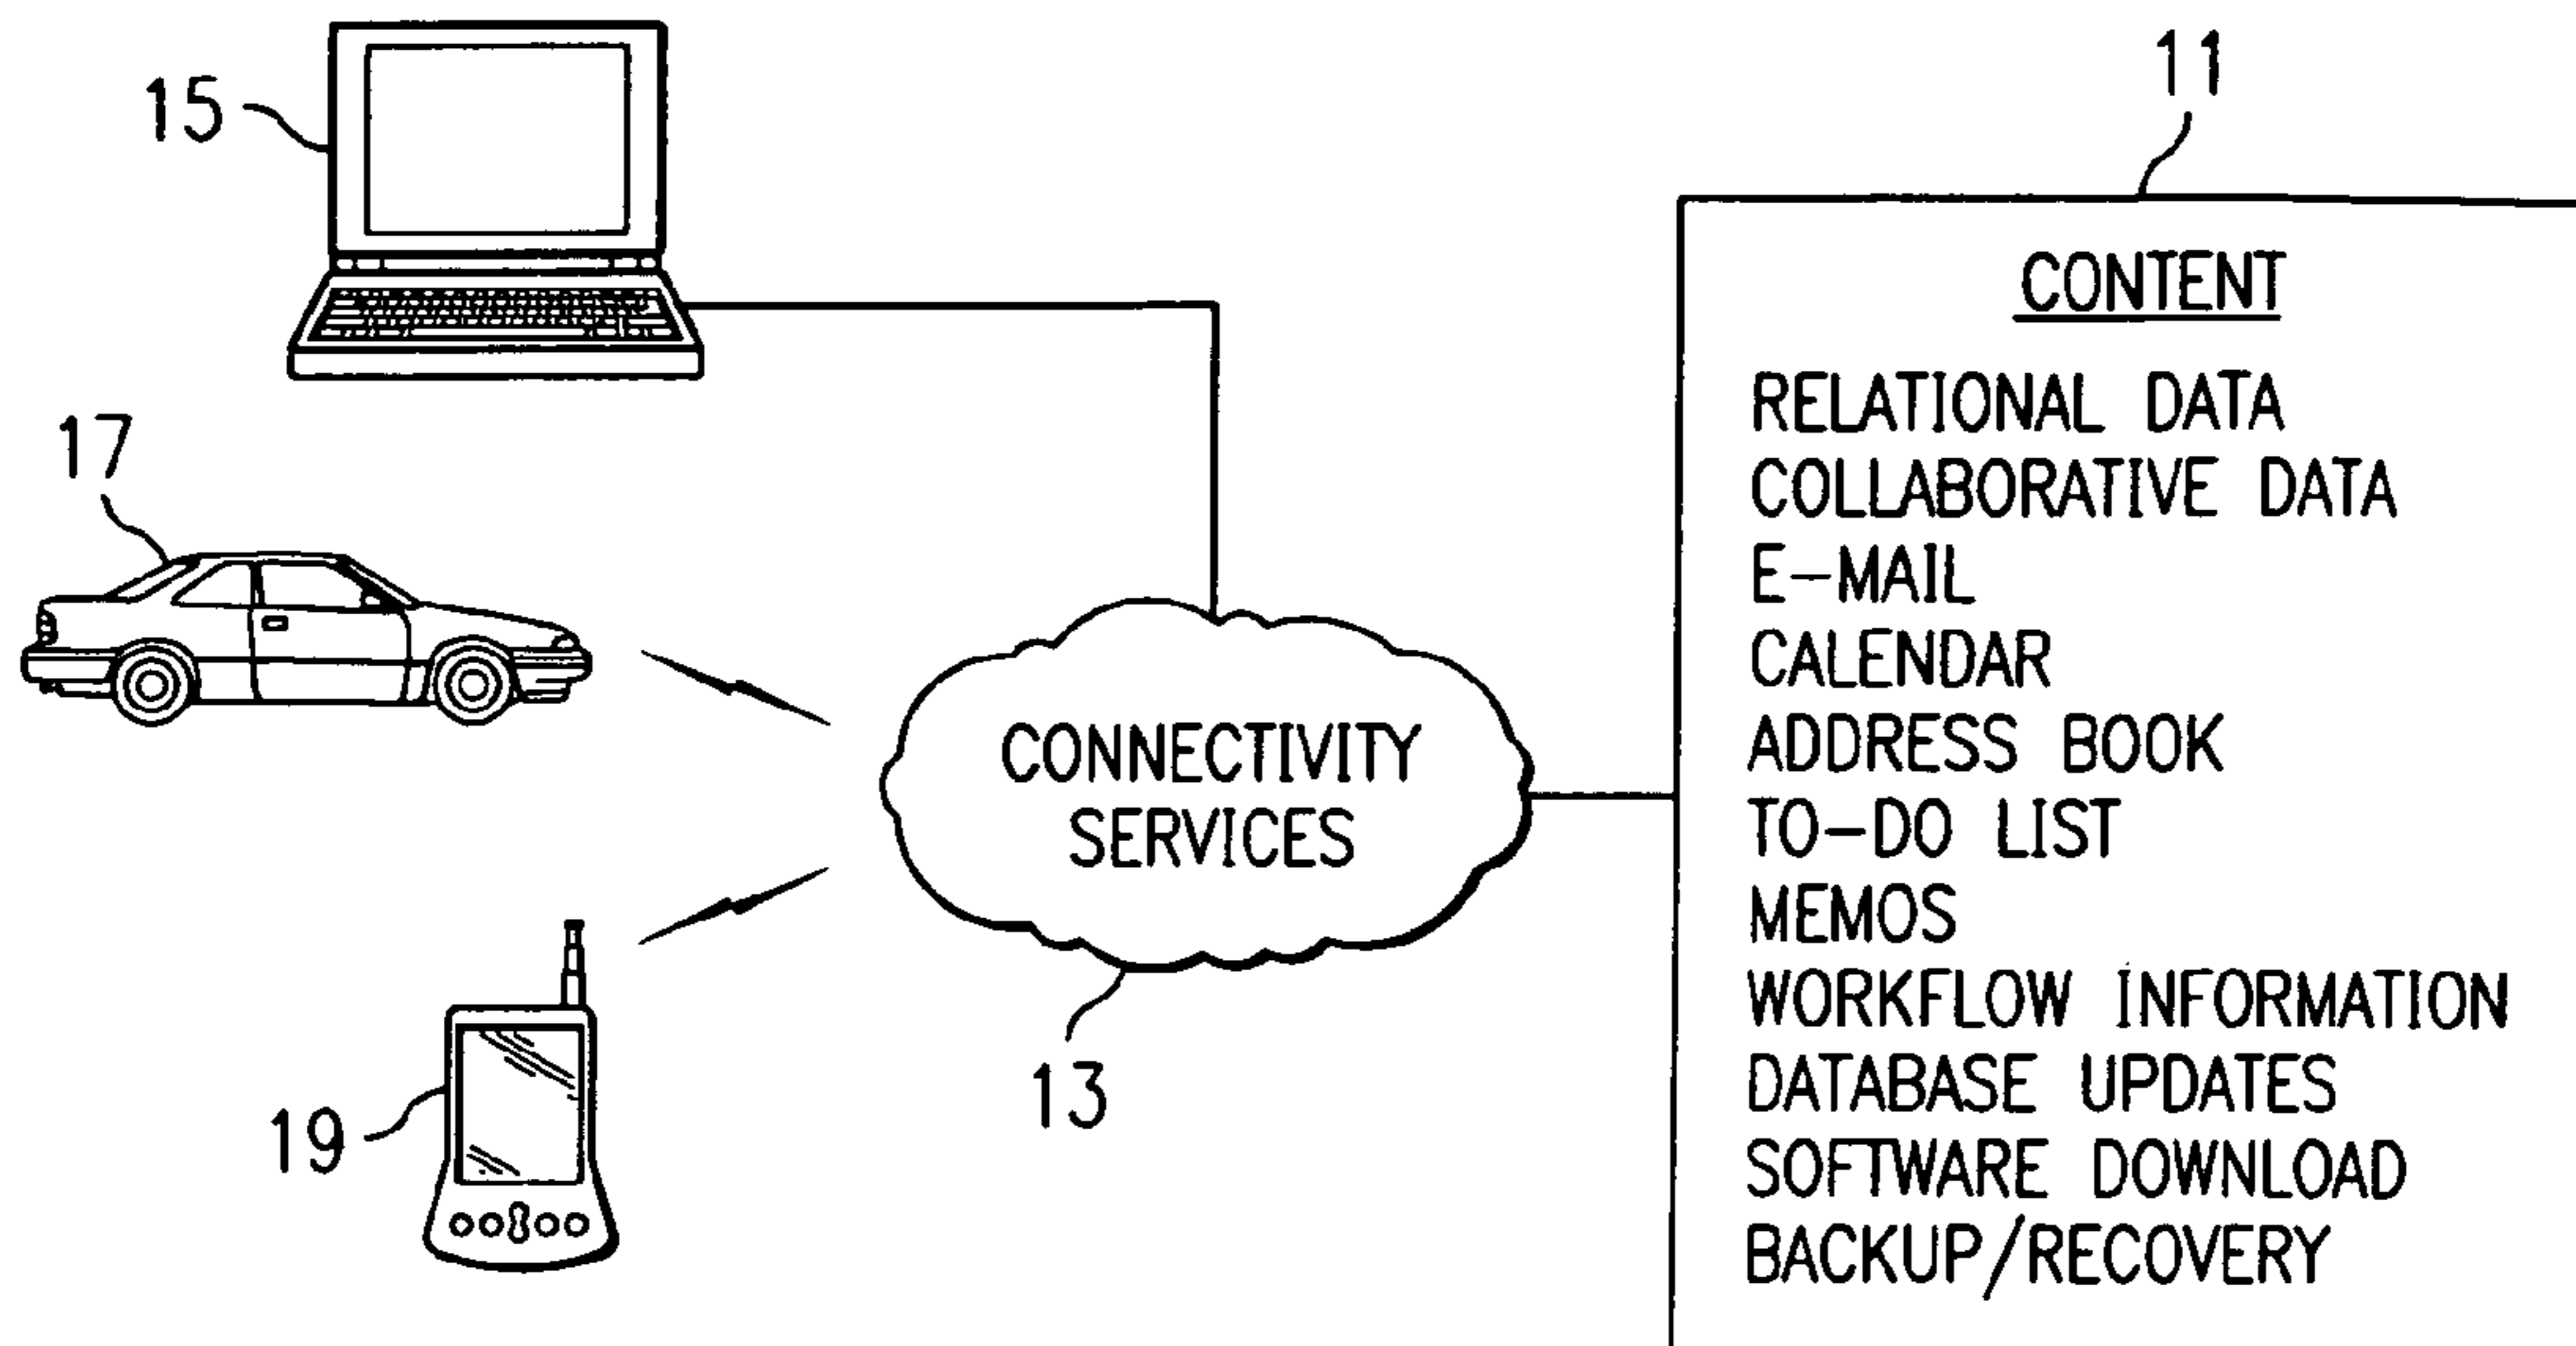 15
11
17
CONNECTIVITY
SERVICES
13
19
CONTENT
RELATIONAL DATA
COLLABORATIVE DATA
E-MAIL
CALENDAR
ADDRESS BOOK
TO-DO LIST
MEMOS
WORKFLOW INFORMATION
DATABASE UPDATES
SOFTWARE DOWNLOAD
BACKUP/RECOVERY